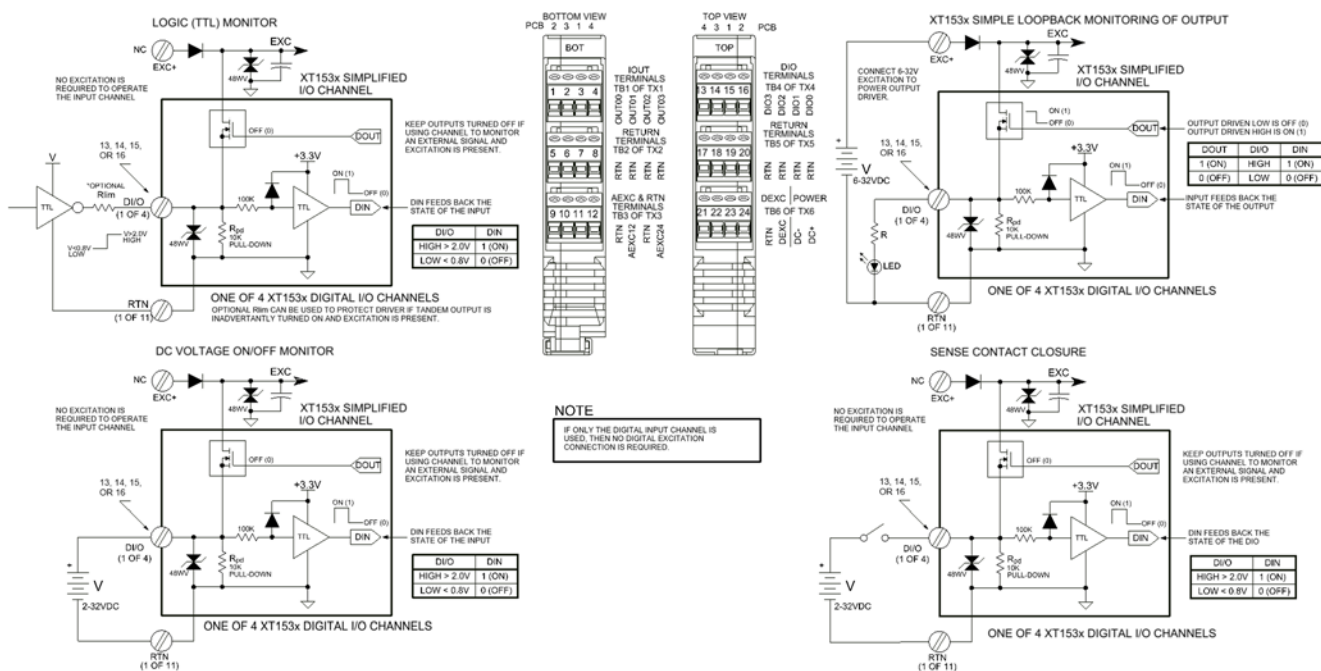 LOGIC (TTL) MONITOR
NC
EXC+
EXC
48WV
NO EXCITATION IS
REQUIRED TO OPERATE
THE INPUT CHANNEL
XT153x SIMPLIFIED
I/O CHANNEL
OFF (0)
DOUT
KEEP OUTPUTS TURNED OFF IF
USING CHANNEL TO MONITOR
AN EXTERNAL SIGNAL AND
EXCITATION IS PRESENT.
13, 14, 15,
OR 16
V
TTL
*OPTIONAL
Rlim
DI/O
(1 OF 4)
V<0.8V
LOW
V>2.0V
HIGH
48WV
100K
Rpd
10K
PULL-DOWN
+3.3V
TTL
ON (1)
OFF (0)
DIN
DIN FEEDS BACK THE
STATE OF THE INPUT
DI/O DIN
HIGH > 2.0V 1 (ON)
LOW < 0.8V 0 (OFF)
RTN
(1 OF 11)
ONE OF 4 XT153x DIGITAL I/O CHANNELS
OPTIONAL Rlim CAN BE USED TO PROTECT DRIVER IF TANDEM OUTPUT IS
INADVERTANTLY TURNED ON AND EXCITATION IS PRESENT.
BOTTOM VIEW
PCB 2 3 1 4
BOT
IOUT
TERMINALS
TB1 OF TX1
1 2 3 4
OUT00
OUT01
OUT02
OUT03
RETURN
TERMINALS
TB2 OF TX2
5 6 7 8
RTN
RTN
RTN
RTN
AEXC & RTN
TERMINALS
TB3 OF TX3
9 10 11 12
RTN
AEXC12
RTN
AEXC24
TOP VIEW
4 3 1 2 PCB
TOP
DIO
TERMINALS
TB4 OF TX4
13 14 15 16
DIO3
DIO2
DIO1
DIO0
RETURN
TERMINALS
TB5 OF TX5
17 18 19 20
RTN
RTN
RTN
RTN
DEXC POWER
TB6 OF TX6
21 22 23 24
RTN
DEXC
DC-
DC+
XT153x SIMPLE LOOPBACK MONITORING OF OUTPUT
EXC+
EXC
48WV
CONNECT 6-32V
EXCITATION TO
POWER OUTPUT
DRIVER.
XT153x SIMPLIFIED
I/O CHANNEL
ON (1)
OFF (0)
DOUT
OUTPUT DRIVEN LOW IS OFF (0)
OUTPUT DRIVEN HIGH IS ON (1)
DOUT DI/O DIN
1 (ON) HIGH 1 (ON)
0 (OFF) LOW 0 (OFF)
13, 14, 15,
OR 16
V
6-32VDC
DI/O
(1 OF 4)
R
LED
48WV
100K
Rpd
10K
PULL-DOWN
+3.3V
TTL
ON (1)
OFF (0)
DIN
INPUT FEEDS BACK THE
STATE OF THE OUTPUT
RTN
(1 OF 11)
ONE OF 4 XT153x DIGITAL I/O CHANNELS
DC VOLTAGE ON/OFF MONITOR
NC
EXC+
EXC
48WV
NO EXCITATION IS
REQUIRED TO OPERATE
THE INPUT CHANNEL
XT153x SIMPLIFIED
I/O CHANNEL
OFF (0)
DOUT
KEEP OUTPUTS TURNED OFF IF
USING CHANNEL TO MONITOR
AN EXTERNAL SIGNAL AND
EXCITATION IS PRESENT.
13, 14, 15,
OR 16
DI/O
(1 OF 4)
+
V
2-32VDC
48WV
100K
Rpd
10K
PULL-DOWN
+3.3V
TTL
ON (1)
OFF (0)
DIN
DIN FEEDS BACK THE
STATE OF THE INPUT
DI/O DIN
HIGH > 2.0V 1 (ON)
LOW < 0.8V 0 (OFF)
RTN
(1 OF 11)
ONE OF 4 XT153x DIGITAL I/O CHANNELS
NOTE
IF ONLY THE DIGITAL INPUT CHANNEL IS
USED, THEN NO DIGITAL EXCITATION
CONNECTION IS REQUIRED.
SENSE CONTACT CLOSURE
NC
EXC+
EXC
48WV
NO EXCITATION IS
REQUIRED TO OPERATE
THE INPUT CHANNEL
XT153x SIMPLIFIED
I/O CHANNEL
OFF (0)
DOUT
KEEP OUTPUTS TURNED OFF IF
USING CHANNEL TO MONITOR
AN EXTERNAL SIGNAL AND
EXCITATION IS PRESENT.
13, 14, 15,
OR 16
DI/O
(1 OF 4)
+
V
2-32VDC
48WV
100K
Rpd
10K
PULL-DOWN
+3.3V
TTL
ON (1)
OFF (0)
DIN
DIN FEEDS BACK THE
STATE OF THE DIO
DI/O DIN
HIGH > 2.0V 1 (ON)
LOW < 0.8V 0 (OFF)
RTN
(1 OF 11)
ONE OF 4 XT153x DIGITAL I/O CHANNELS